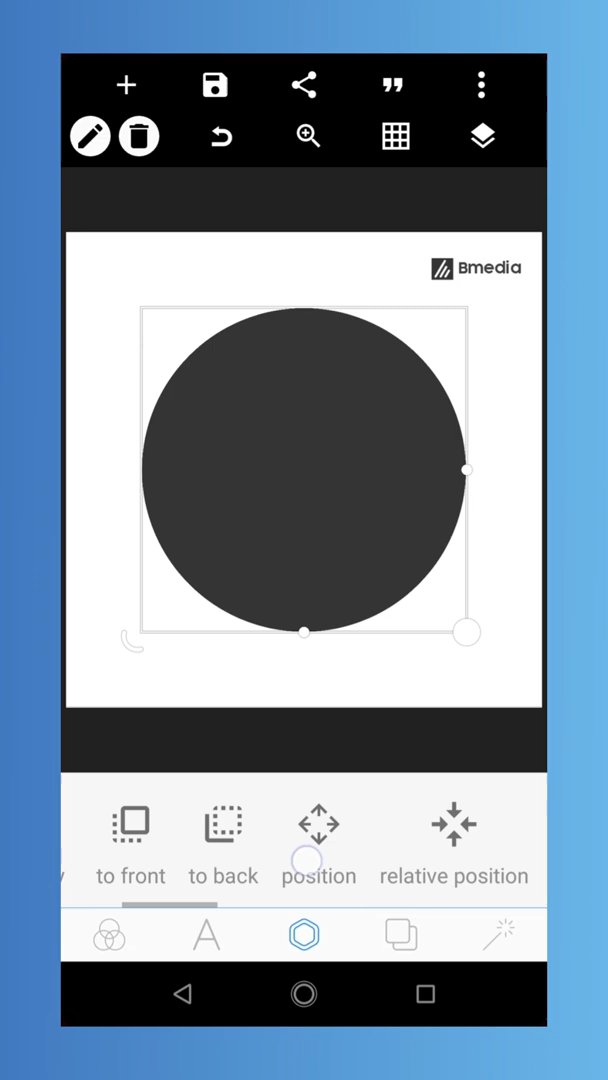 Bmedia
to front
to back
position
relative position